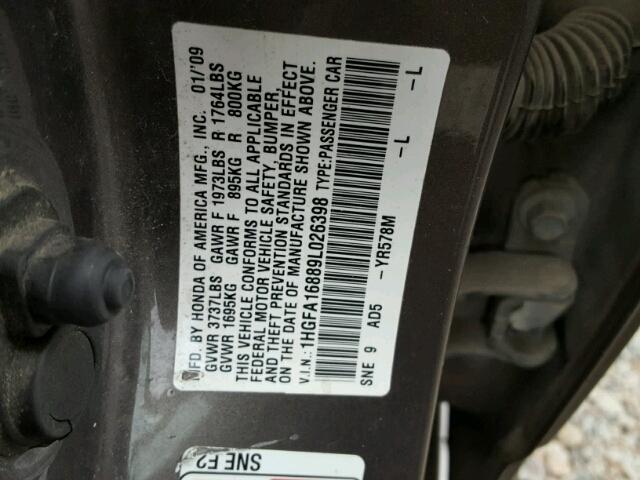 MFD. BY HONDA OF AMERICA MFG., INC. 01/'09
GVWR 3737LBS GAWR F 1973LBS R 1764LBS
GVWR 1695KG GAWR F 895KG R 800KG
THIS VEHICLE CONFORMS TO ALL APPLICABLE
FEDERAL MOTOR VEHICLE SAFETY, BUMPER,
AND THEFT PREVENTION STANDARDS IN EFFECT
ON THE DATE OF MANUFACTURE SHOWN ABOVE.
V.I.N.: 1HGFA16889L026398 TYPE:PASSENGER CAR
SNE 9 AD5 -YR578M -L -L
SNE F2